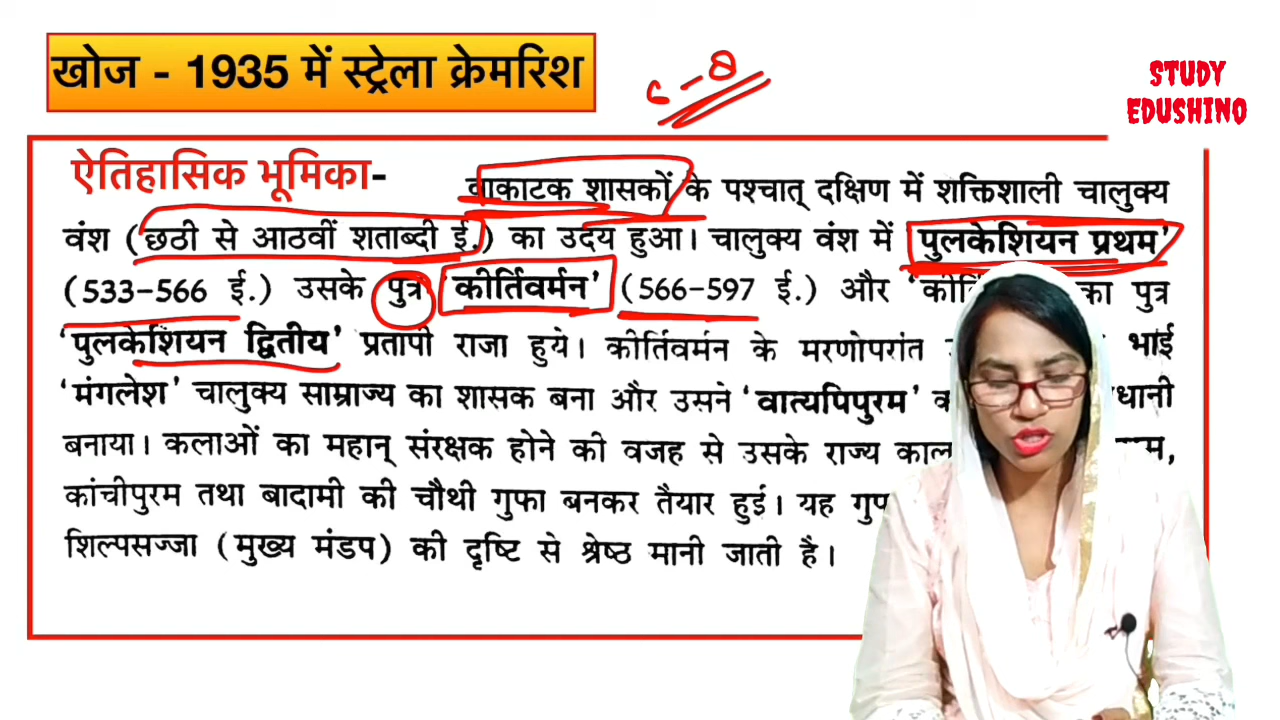 खोज - 1935 में स्ट्रेला क्रेमरिश
6 - 8
STUDY
EDUSHINO
ऐतिहासिक भूमिका-
वाकाटक शासकों के पश्चात् दक्षिण में शक्तिशाली चालुक्य
वंश (छठी से आठवीं शताब्दी ई.) का उदय हुआ। चालुक्य वंश में 'पुलकेशियन प्रथम'
(533-566 ई.) उसके पुत्र 'कीर्तिवर्मन' (566-597 ई.) और का पुत्र
'पुलकेशियन द्वितीय' प्रतापी राजा हुये। कीर्तिवर्मन के मरणोपरांत भाई
'मंगलेश' चालुक्य साम्राज्य का शासक बना और उसने 'वात्यपिपुरम'
बनाया। कलाओं का महान् संरक्षक होने की वजह से उसके राज्य
कांचीपुरम तथा बादामी की चौथी गुफा बनकर तैयार हुई। यह
शिल्पसज्जा (मुख्य मंडप) की दृष्टि से श्रेष्ठ मानी जाती है।